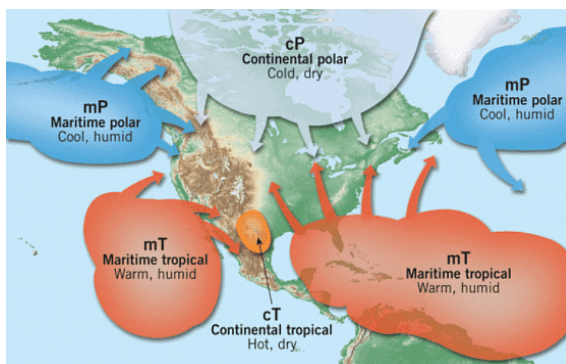 cP
Continental polar
Cold, dry
mP
Maritime polar
Cool, humid
mP
Maritime polar
Cool, humid
mT
Maritime tropical
Warm, humid
mT
Maritime tropical
Warm, humid
cT
Continental tropical
Hot, dry